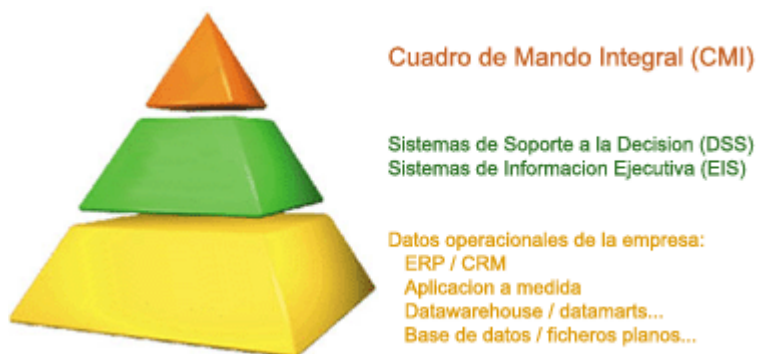 Cuadro de Mando Integral (CMI)
Sistemas de Soporte a la Decision (DSS)
Sistemas de Informacion Ejecutiva (EIS)
Datos operacionales de la empresa:
ERP / CRM
Aplicacion a medida
Datawarehouse / datamarts...
Base de datos / ficheros planos...